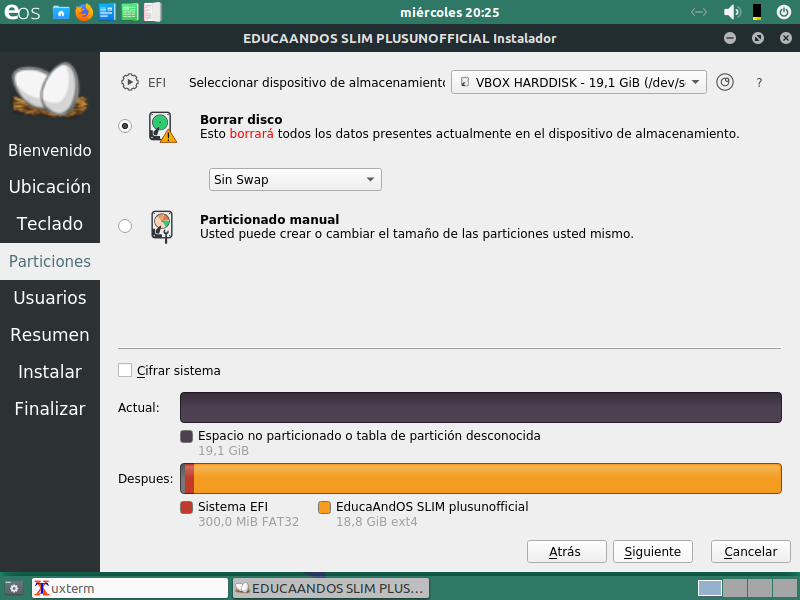 eOS
miércoles 20:25
EDUCAANDOS SLIM PLUSUNOFFICIAL Instalador
EFI
Seleccionar dispositivo de almacenamiento
VBOX HARDDISK - 19,1 GiB (/dev/s
?
Bienvenido
Ubicación
Teclado
Particiones
Usuarios
Resumen
Instalar
Finalizar
Borrar disco
Esto borrará todos los datos presentes actualmente en el dispositivo de almacenamiento.
Sin Swap
Particionado manual
Usted puede crear o cambiar el tamaño de las particiones usted mismo.
Cifrar sistema
Actual:
Espacio no particionado o tabla de partición desconocida
19,1 GiB
Despues:
Sistema EFI
300,0 MiB FAT32
EducaAndOS SLIM plusunofficial
18,8 GiB ext4
Atrás
Siguiente
Cancelar
uxterm
EDUCAANDOS SLIM PLUS...